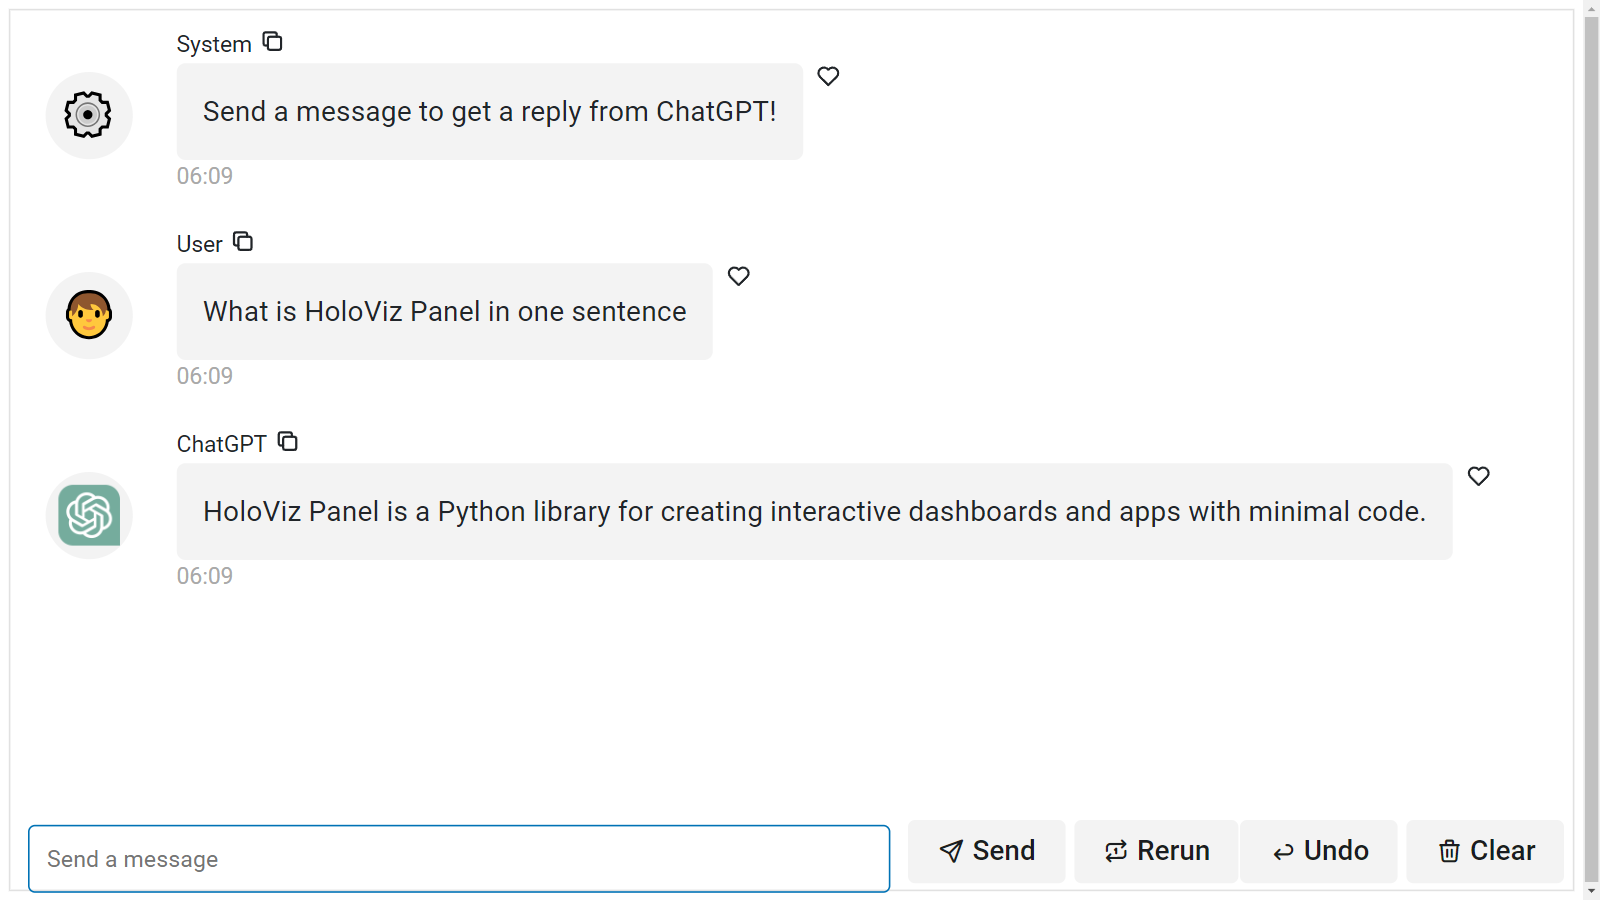 System
Send a message to get a reply from ChatGPT!
06:09
User
What is HoloViz Panel in one sentence
06:09
ChatGPT
HoloViz Panel is a Python library for creating interactive dashboards and apps with minimal code.
06:09
Send a message
Send
Rerun
Undo
Clear